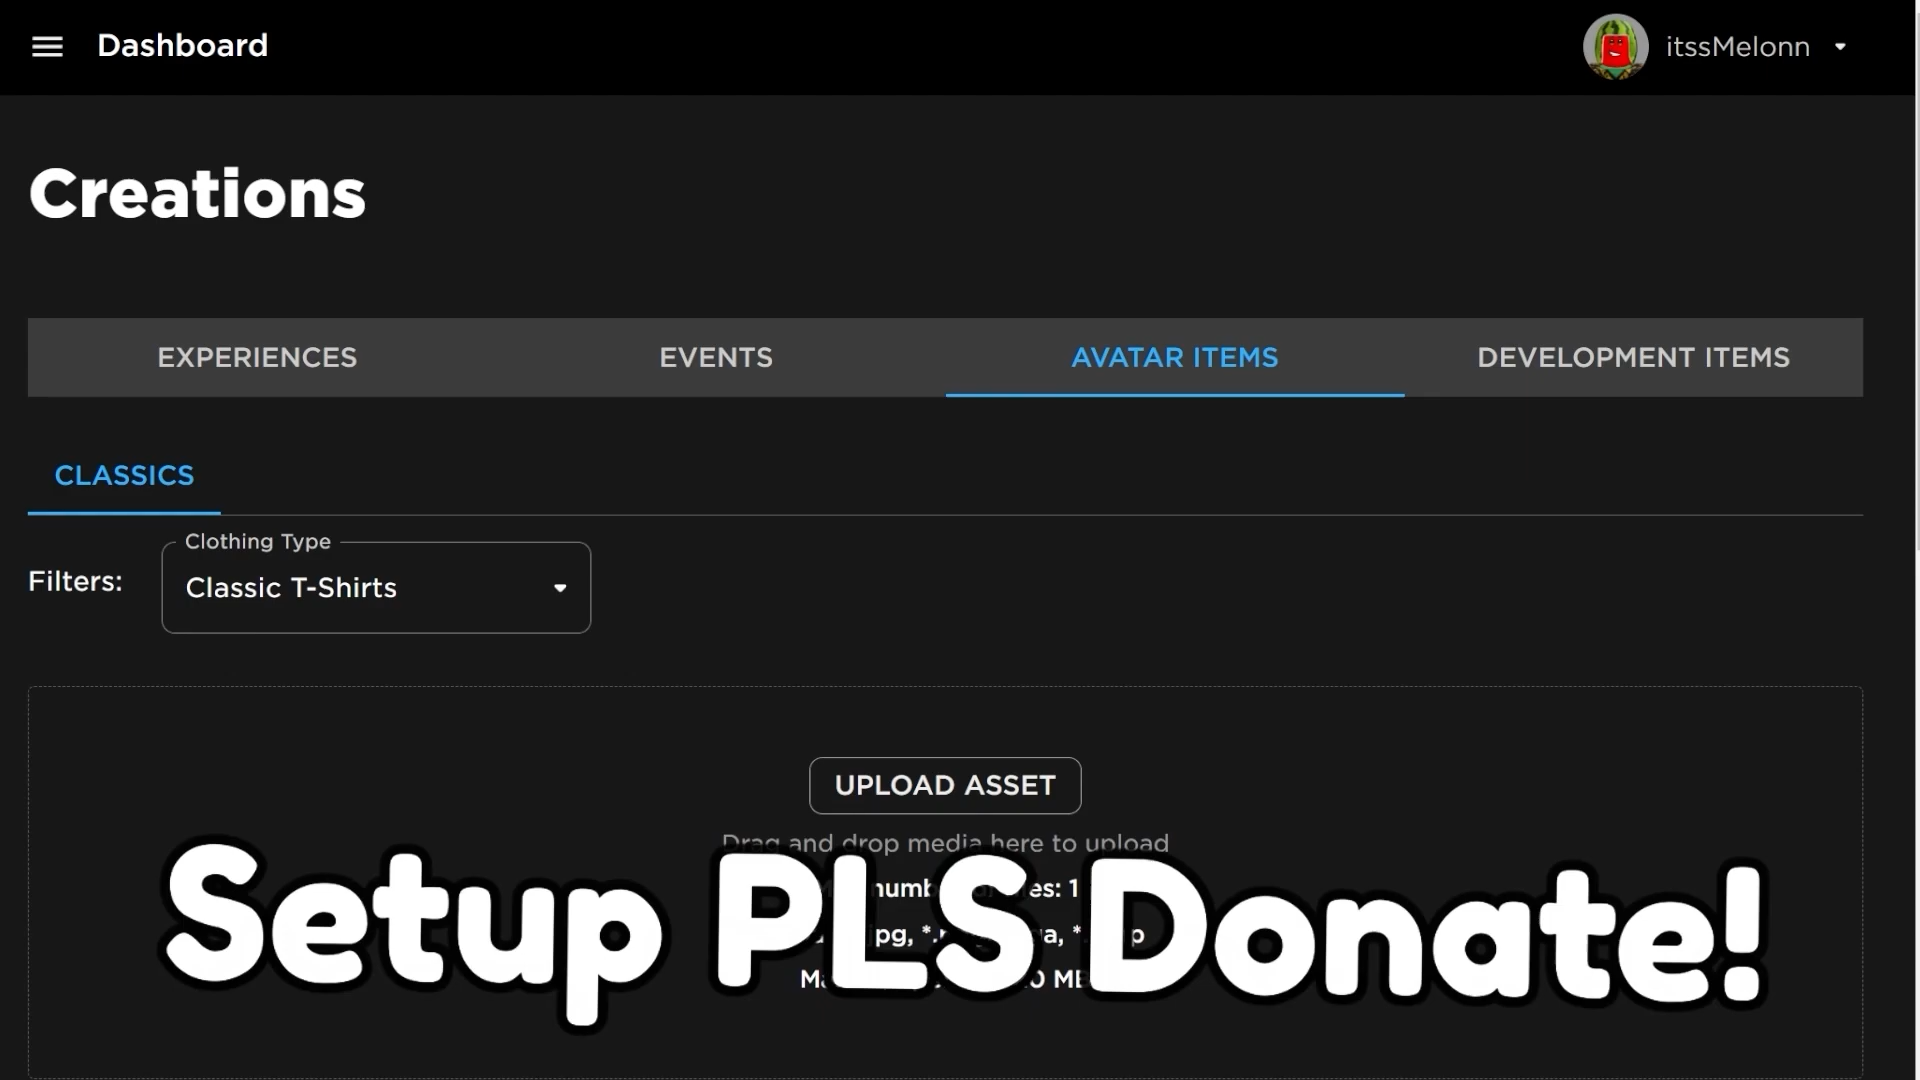 Dashboard
itssMelonn
Creations
EXPERIENCES
EVENTS
AVATAR ITEMS
DEVELOPMENT ITEMS
CLASSICS
Clothing Type
Filters:
Classic T-Shirts
UPLOAD ASSET
Drag and drop media here to upload
1
Setup PLS Donate!